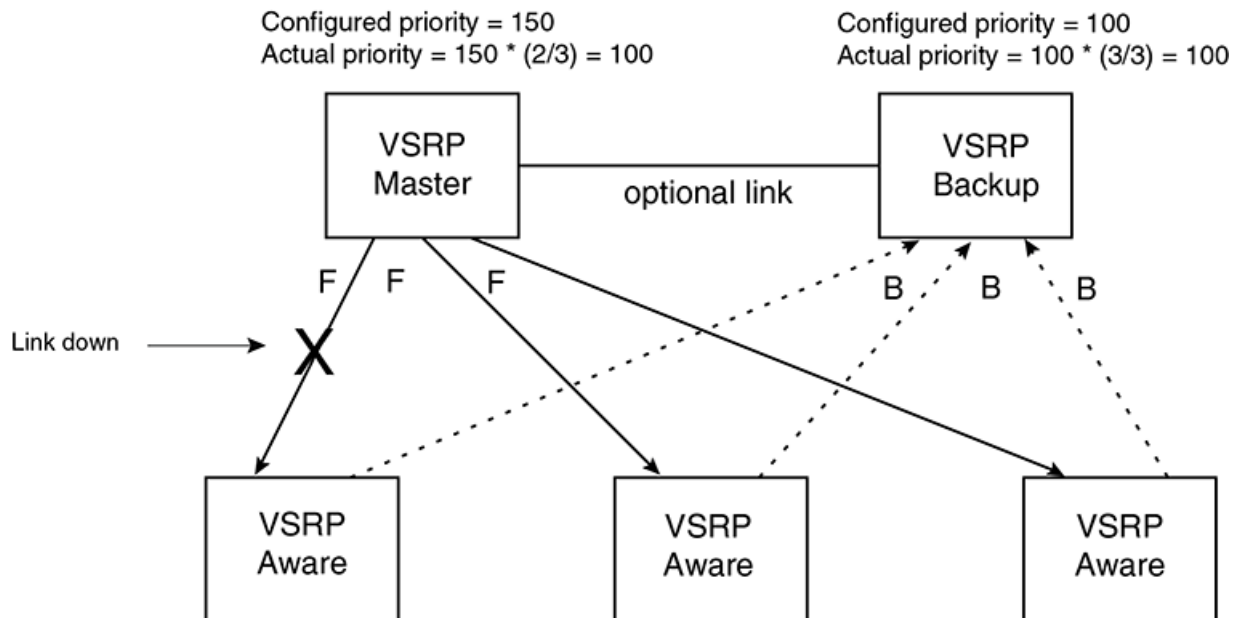 Configured priority = 150
Actual priority = 150 * (2/3) = 100
Configured priority = 100
Actual priority = 100 * (3/3) = 100
VSRP
Master
optional link
VSRP
Backup
F
F
F
B
B
B
Link down
X
VSRP
Aware
VSRP
Aware
VSRP
Aware